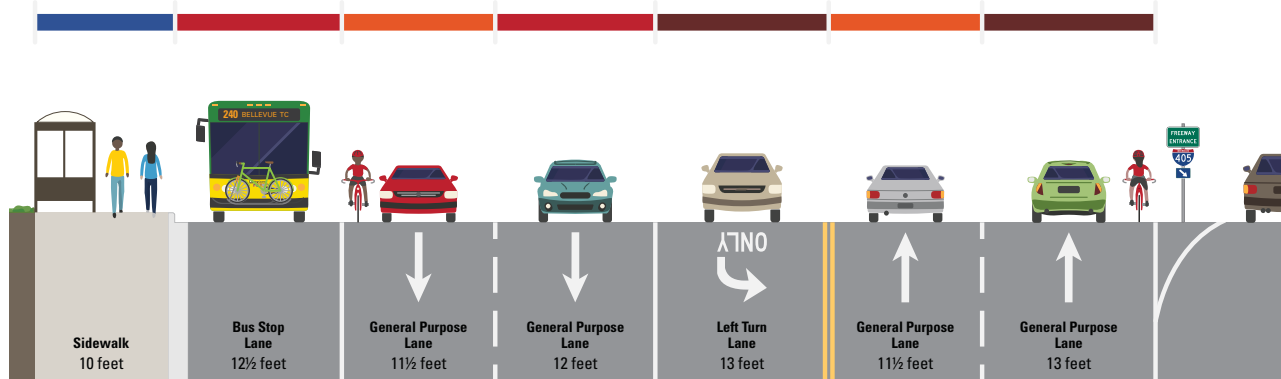 240 BELLEVUE TC
FREEWAY
ENTRANCE
405
ONLY
Sidewalk
10 feet
Bus Stop
Lane
12½ feet
General Purpose
Lane
11½ feet
General Purpose
Lane
12 feet
Left Turn
Lane
13 feet
General Purpose
Lane
11½ feet
General Purpose
Lane
13 feet